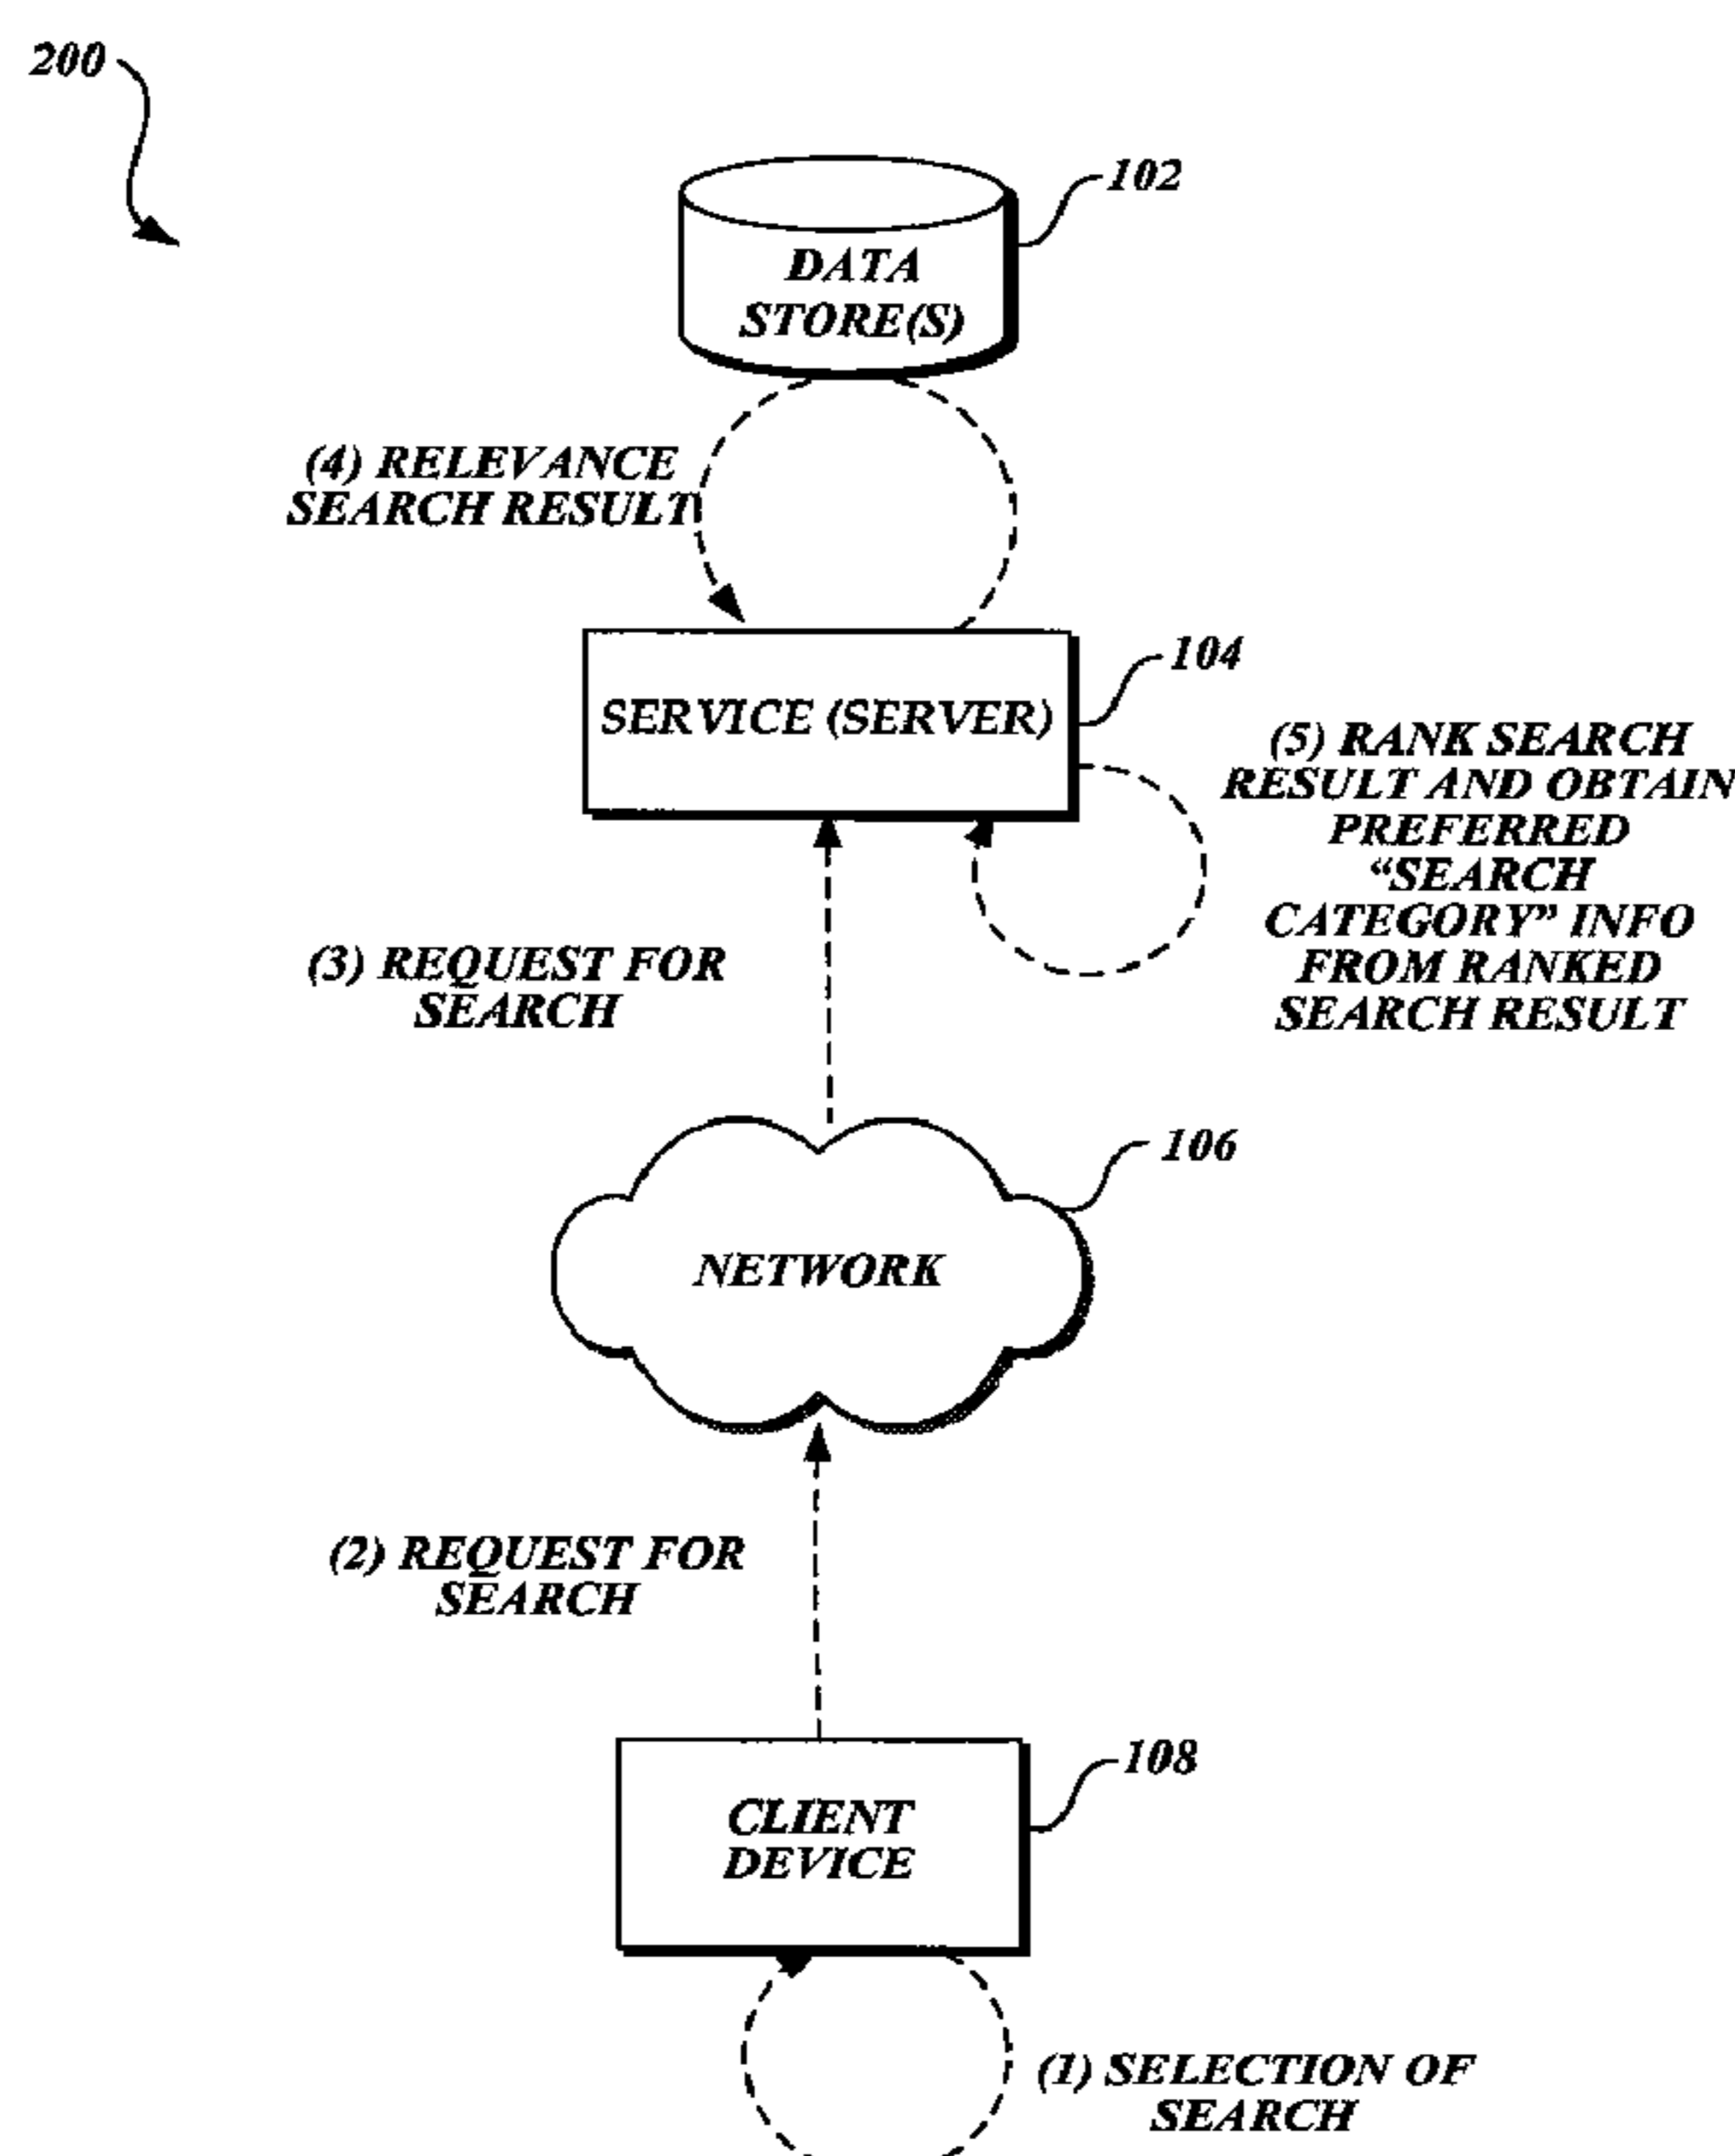 200
102
DATA
STORE(S)
(4) RELEVANCE
SEARCH RESULT
104
SERVICE (SERVER)
(5) RANK SEARCH
RESULT AND OBTAIN
PREFERRED
“SEARCH
CATEGORY” INFO
FROM RANKED
SEARCH RESULT
(3) REQUEST FOR
SEARCH
106
NETWORK
(2) REQUEST FOR
SEARCH
108
CLIENT
DEVICE
(1) SELECTION OF
SEARCH